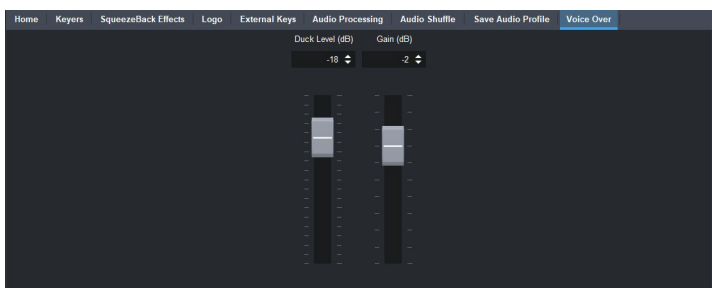 Home Keyers SqueezeBack Effects Logo External Keys Audio Processing Audio Shuffle Save Audio Profile Voice Over
Duck Level (dB) Gain (dB)
-18 -2